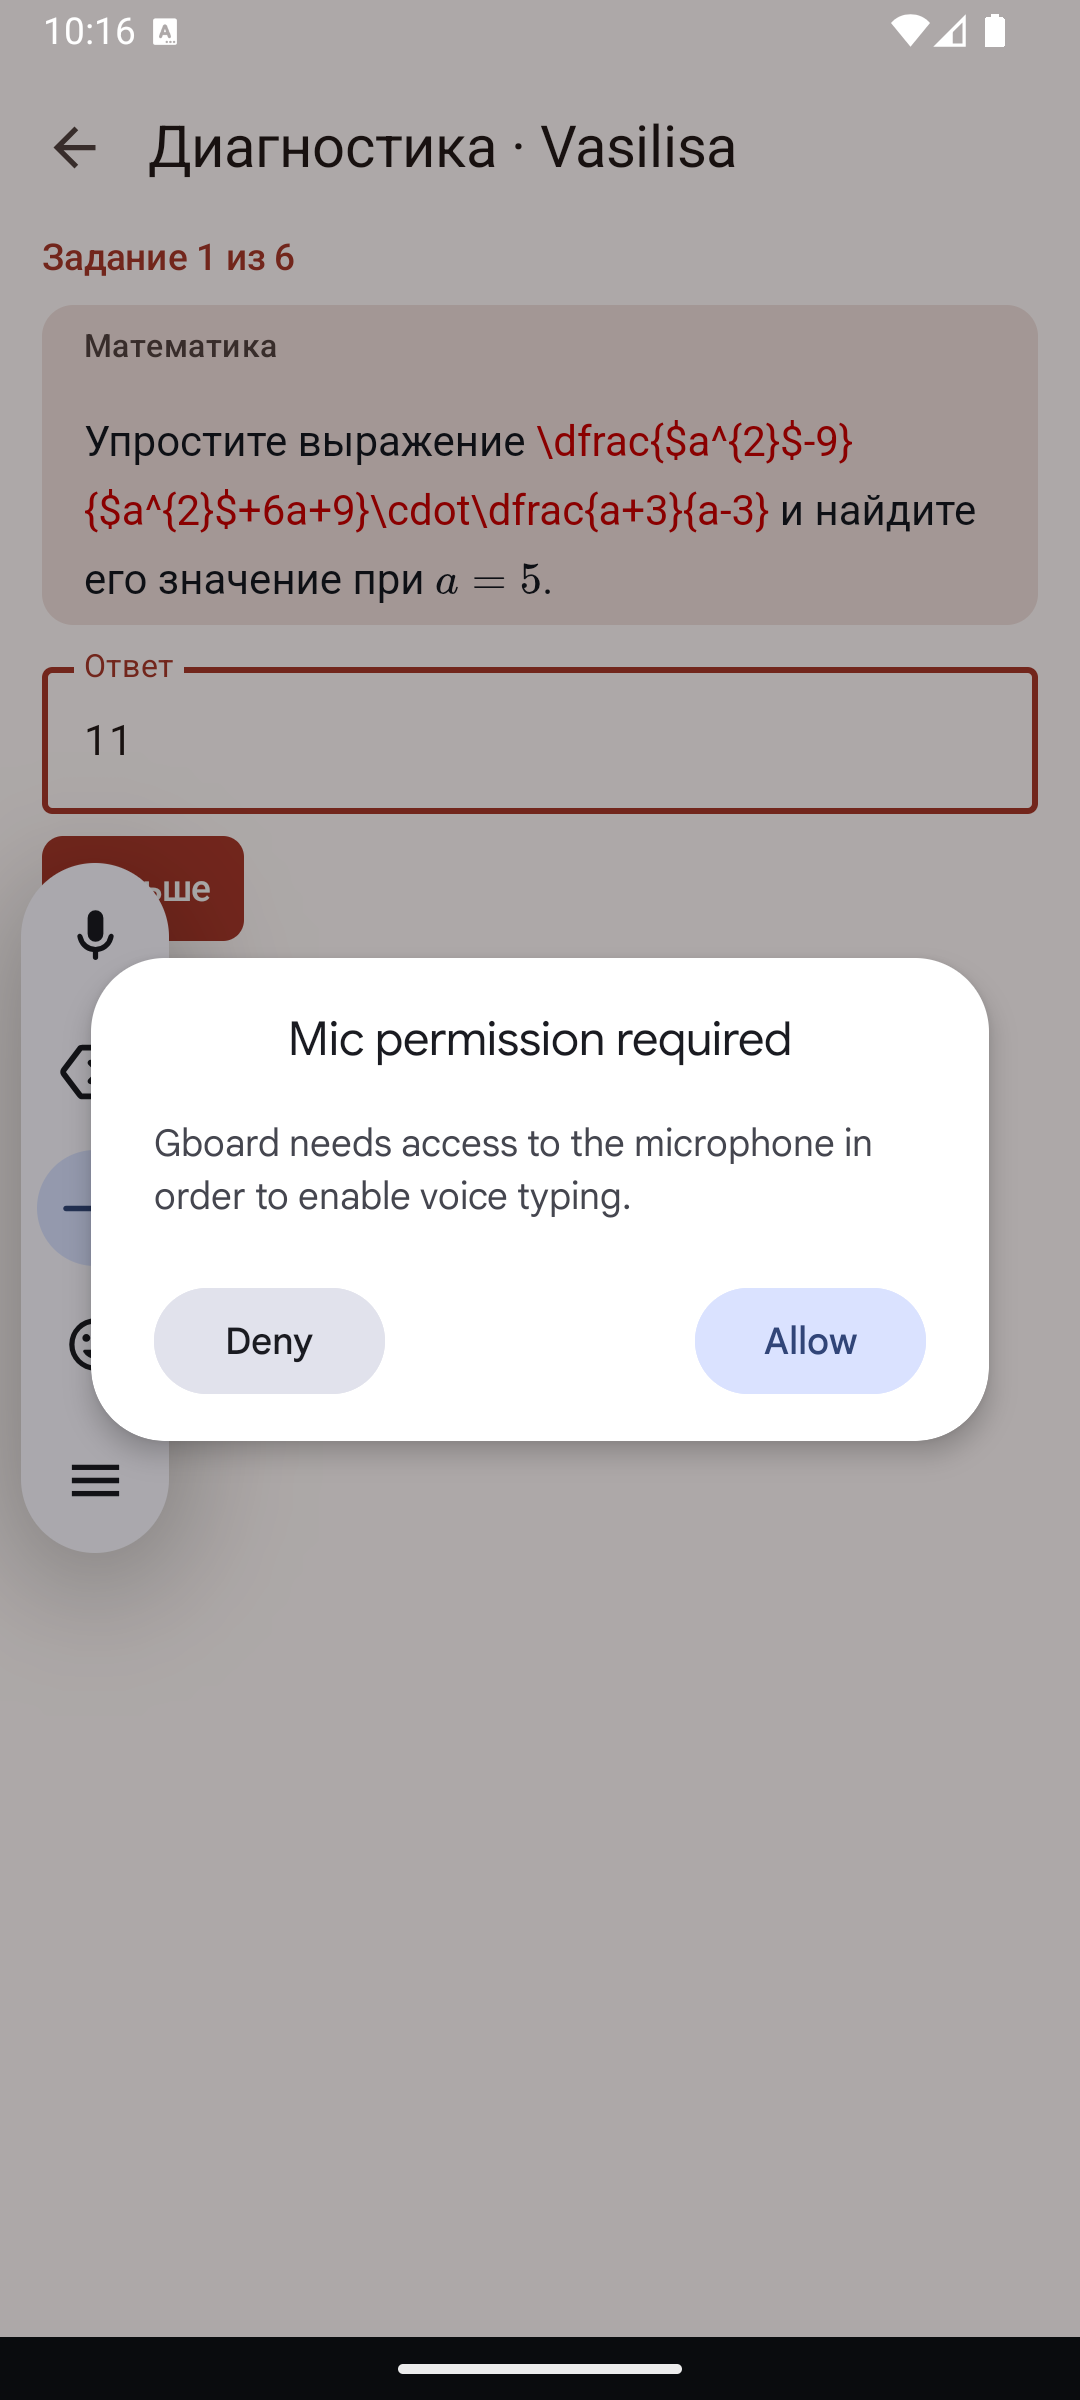 10:16
Диагностика · Vasilisa
Задание 1 из 6
Математика
Упростите выражение \dfrac{$a^{2}$-9}
{$a^{2}$+6a+9}\cdot\dfrac{a+3}{a-3} и найдите
его значение при a = 5.
Ответ
11
ьше
Mic permission required
Gboard needs access to the microphone in
order to enable voice typing.
Deny
Allow